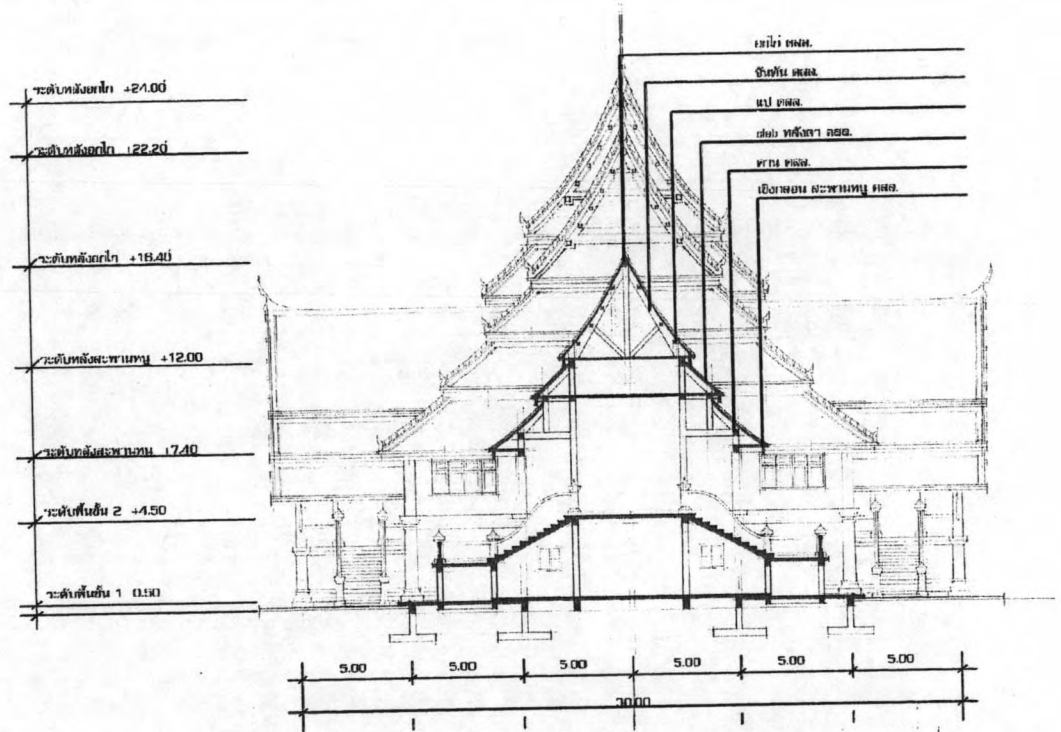 อกไก่ คสล.
จันทัน คสล.
แป คสล.
หลังคา คสล.
คาน คสล.
เชิงกลอน สะพานหนู คสล.
ระดับหลังอกไก่ +24.00
ระดับหลังอกไก่ +22.20
ระดับหลังอกไก่ +16.40
ระดับหลังสะพานหนู +12.00
ระดับหลังสะพานหนู +7.40
ระดับพื้นชั้น 2 +4.50
ระดับพื้นชั้น 1 0.50
5.00 5.00 5.00 5.00 5.00 5.00
30.00